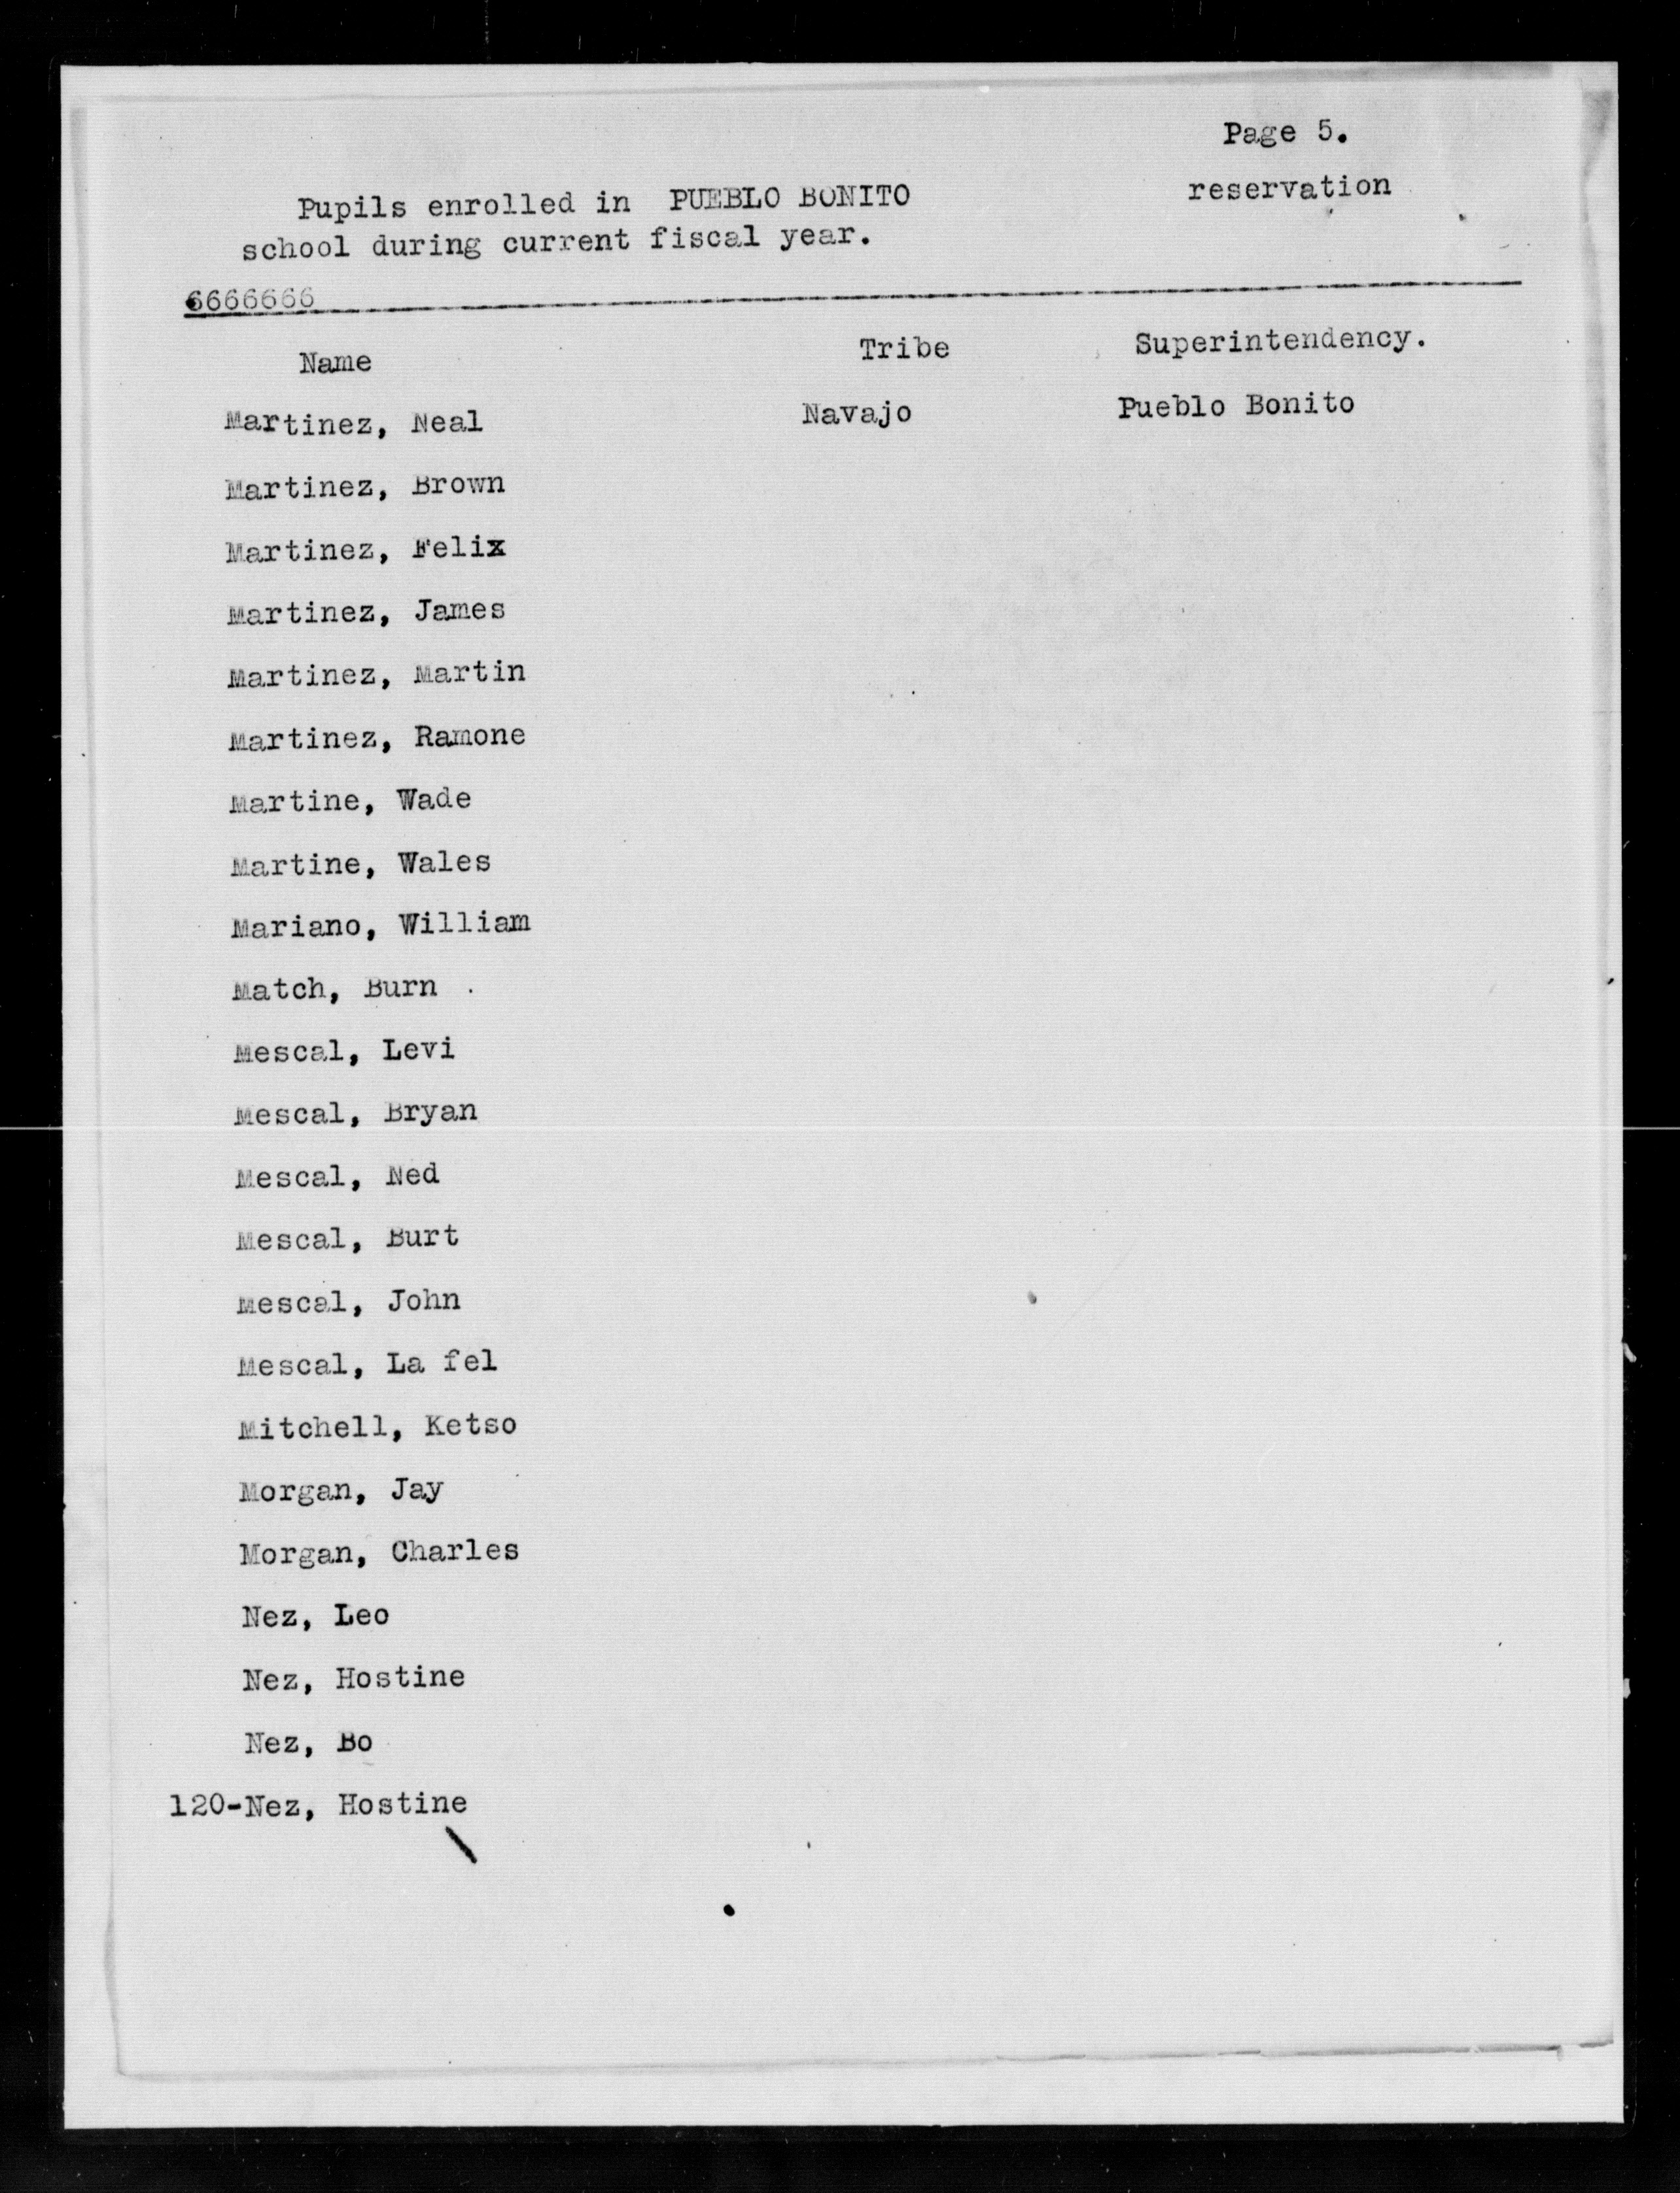 Page 5.
Pupils enrolled in PUEBLO BONITO reservation
school during current fiscal year.
6666666
Name Tribe Superintendency.
Martinez, Neal Navajo Pueblo Bonito
Martinez, Brown
Martinez, Felix
Martinez, James
Martinez, Martin
Martinez, Ramone
Martine, Wade
Martine, Wales
Mariano, William
Match, Burn
Mescal, Levi
Mescal, Bryan
Mescal, Ned
Mescal, Burt
Mescal, John
Mescal, La fel
Mitchell, Ketso
Morgan, Jay
Morgan, Charles
Nez, Leo
Nez, Hostine
Nez, Bo
120-Nez, Hostine